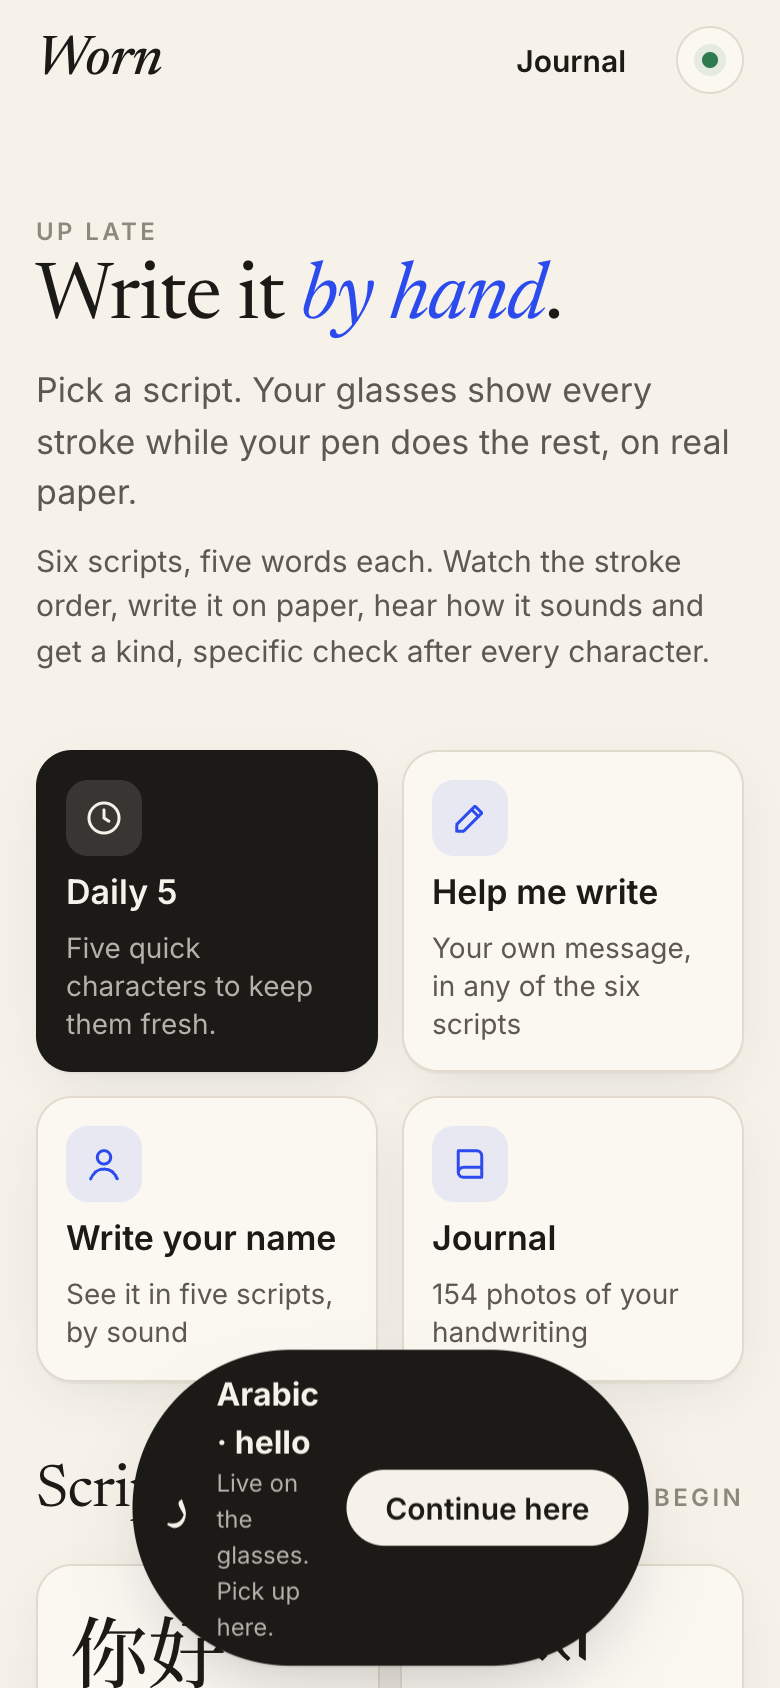 Worn
Journal
UP LATE
Write it by hand.
Pick a script. Your glasses show every
stroke while your pen does the rest, on real
paper.
Six scripts, five words each. Watch the stroke
order, write it on paper, hear how it sounds and
get a kind, specific check after every character.
Daily 5
Five quick
characters to keep
them fresh.
Help me write
Your own message,
in any of the six
scripts
Write your name
See it in five scripts,
by sound
Journal
154 photos of your
handwriting
BEGIN
Arabic
· hello
Live on
the
glasses.
Pick up
here.
Continue here
你好